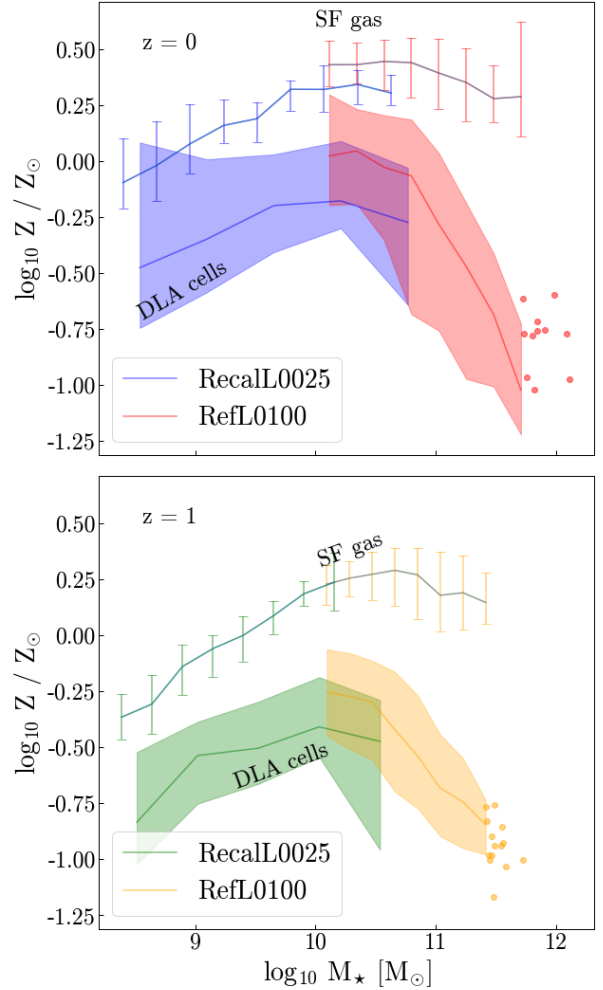 SF gas
z = 0
0.50
0.25
0.00
-0.25
-0.50
-0.75
-1.00
-1.25
log₁₀ Z / Z☉
DLA cells
RecalL0025
RefL0100
z = 1
SF gas
0.50
0.25
0.00
-0.25
-0.50
-0.75
-1.00
-1.25
log₁₀ Z / Z☉
DLA cells
RecalL0025
RefL0100
9 10 11 12
log₁₀ M⋆ [M☉]